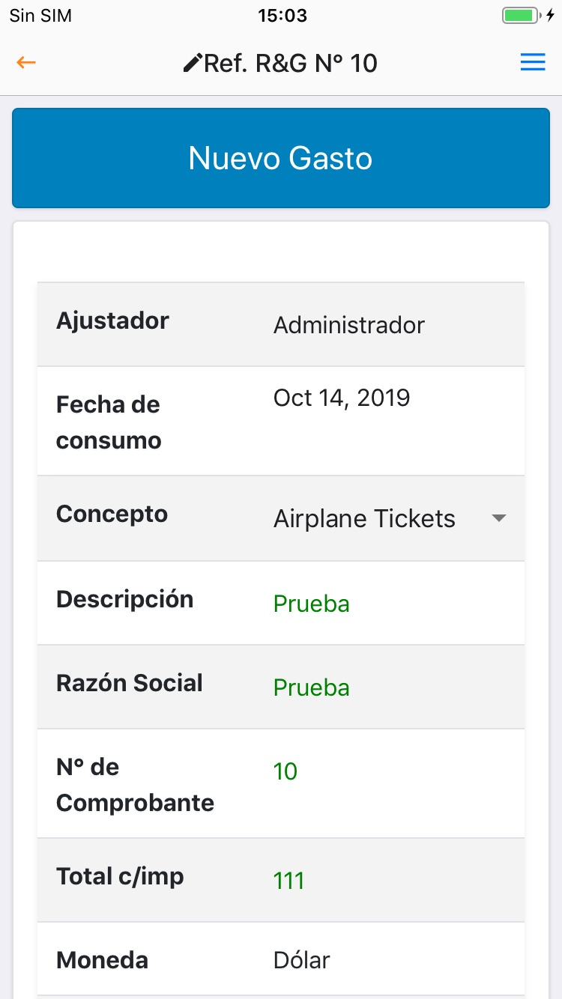 Sin SIM 15:03
Ref. R&G Nº 10
Nuevo Gasto
Ajustador Administrador
Fecha de Oct 14, 2019
consumo
Concepto Airplane Tickets
Descripción Prueba
Razón Social Prueba
Nº de 10
Comprobante
Total c/imp 111
Moneda Dólar